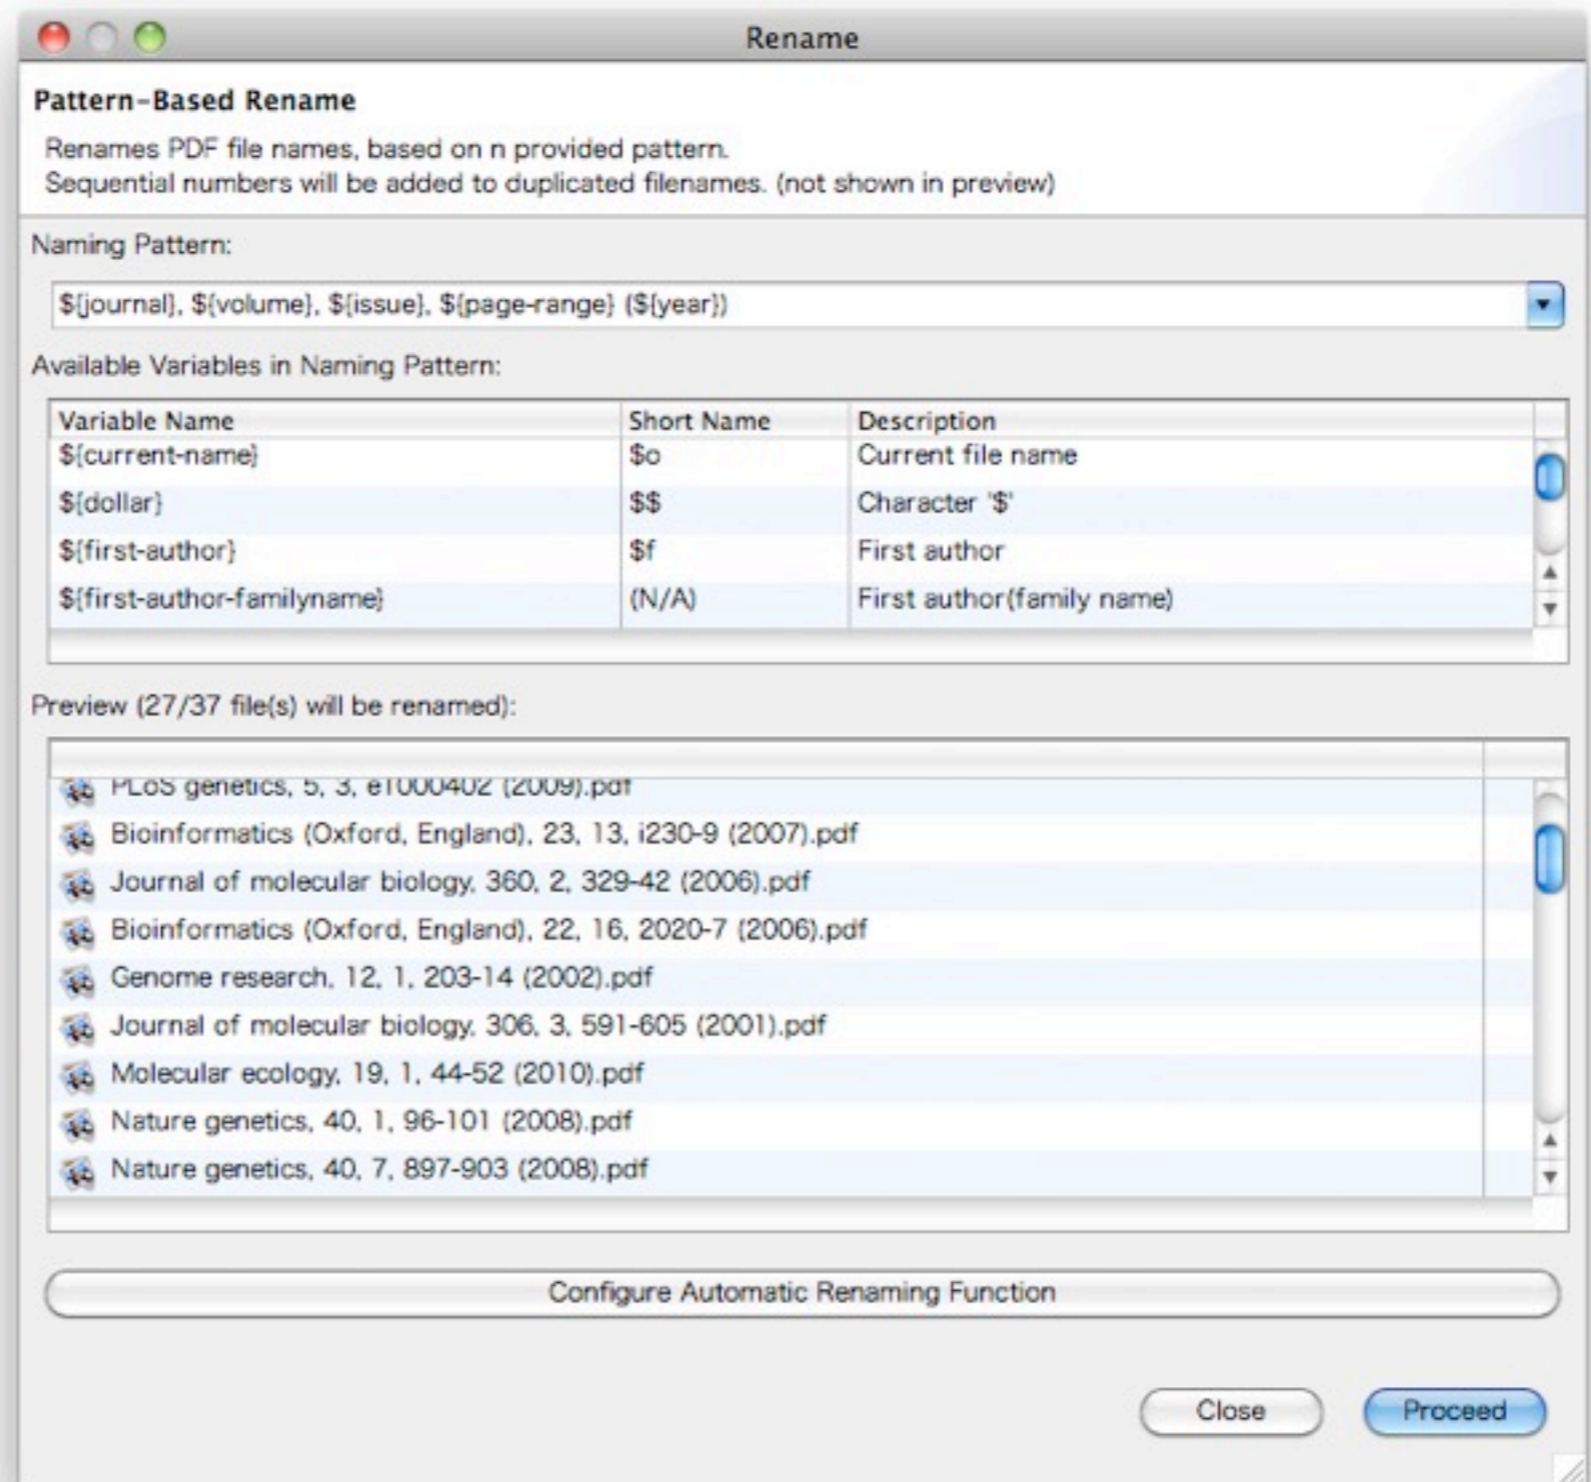 Rename
Pattern-Based Rename
Renames PDF file names, based on n provided pattern.
Sequential numbers will be added to duplicated filenames. (not shown in preview)
Naming Pattern:
${journal}, ${volume}, ${issue}, ${page-range} (${year})
Available Variables in Naming Pattern:
Variable Name Short Name Description
${current-name} $o Current file name
${dollar} $$ Character '$'
${first-author} $f First author
${first-author-familyname} (N/A) First author(family name)
Preview (27/37 file(s) will be renamed):
PLoS genetics, 5, 3, e1000402 (2009).pdf
Bioinformatics (Oxford, England), 23, 13, i230-9 (2007).pdf
Journal of molecular biology, 360, 2, 329-42 (2006).pdf
Bioinformatics (Oxford, England), 22, 16, 2020-7 (2006).pdf
Genome research, 12, 1, 203-14 (2002).pdf
Journal of molecular biology, 306, 3, 591-605 (2001).pdf
Molecular ecology, 19, 1, 44-52 (2010).pdf
Nature genetics, 40, 1, 96-101 (2008).pdf
Nature genetics, 40, 7, 897-903 (2008).pdf
Configure Automatic Renaming Function
Close Proceed